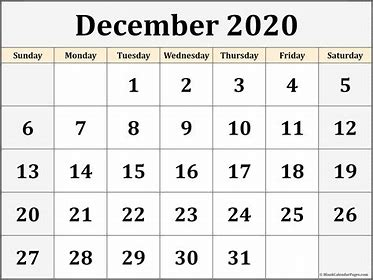 December 2020
Sunday Monday Tuesday Wednesday Thursday Friday Saturday
1 2 3 4 5
6 7 8 9 10 11 12
13 14 15 16 17 18 19
20 21 22 23 24 25 26
27 28 29 30 31
© BlankCalendarPages.com